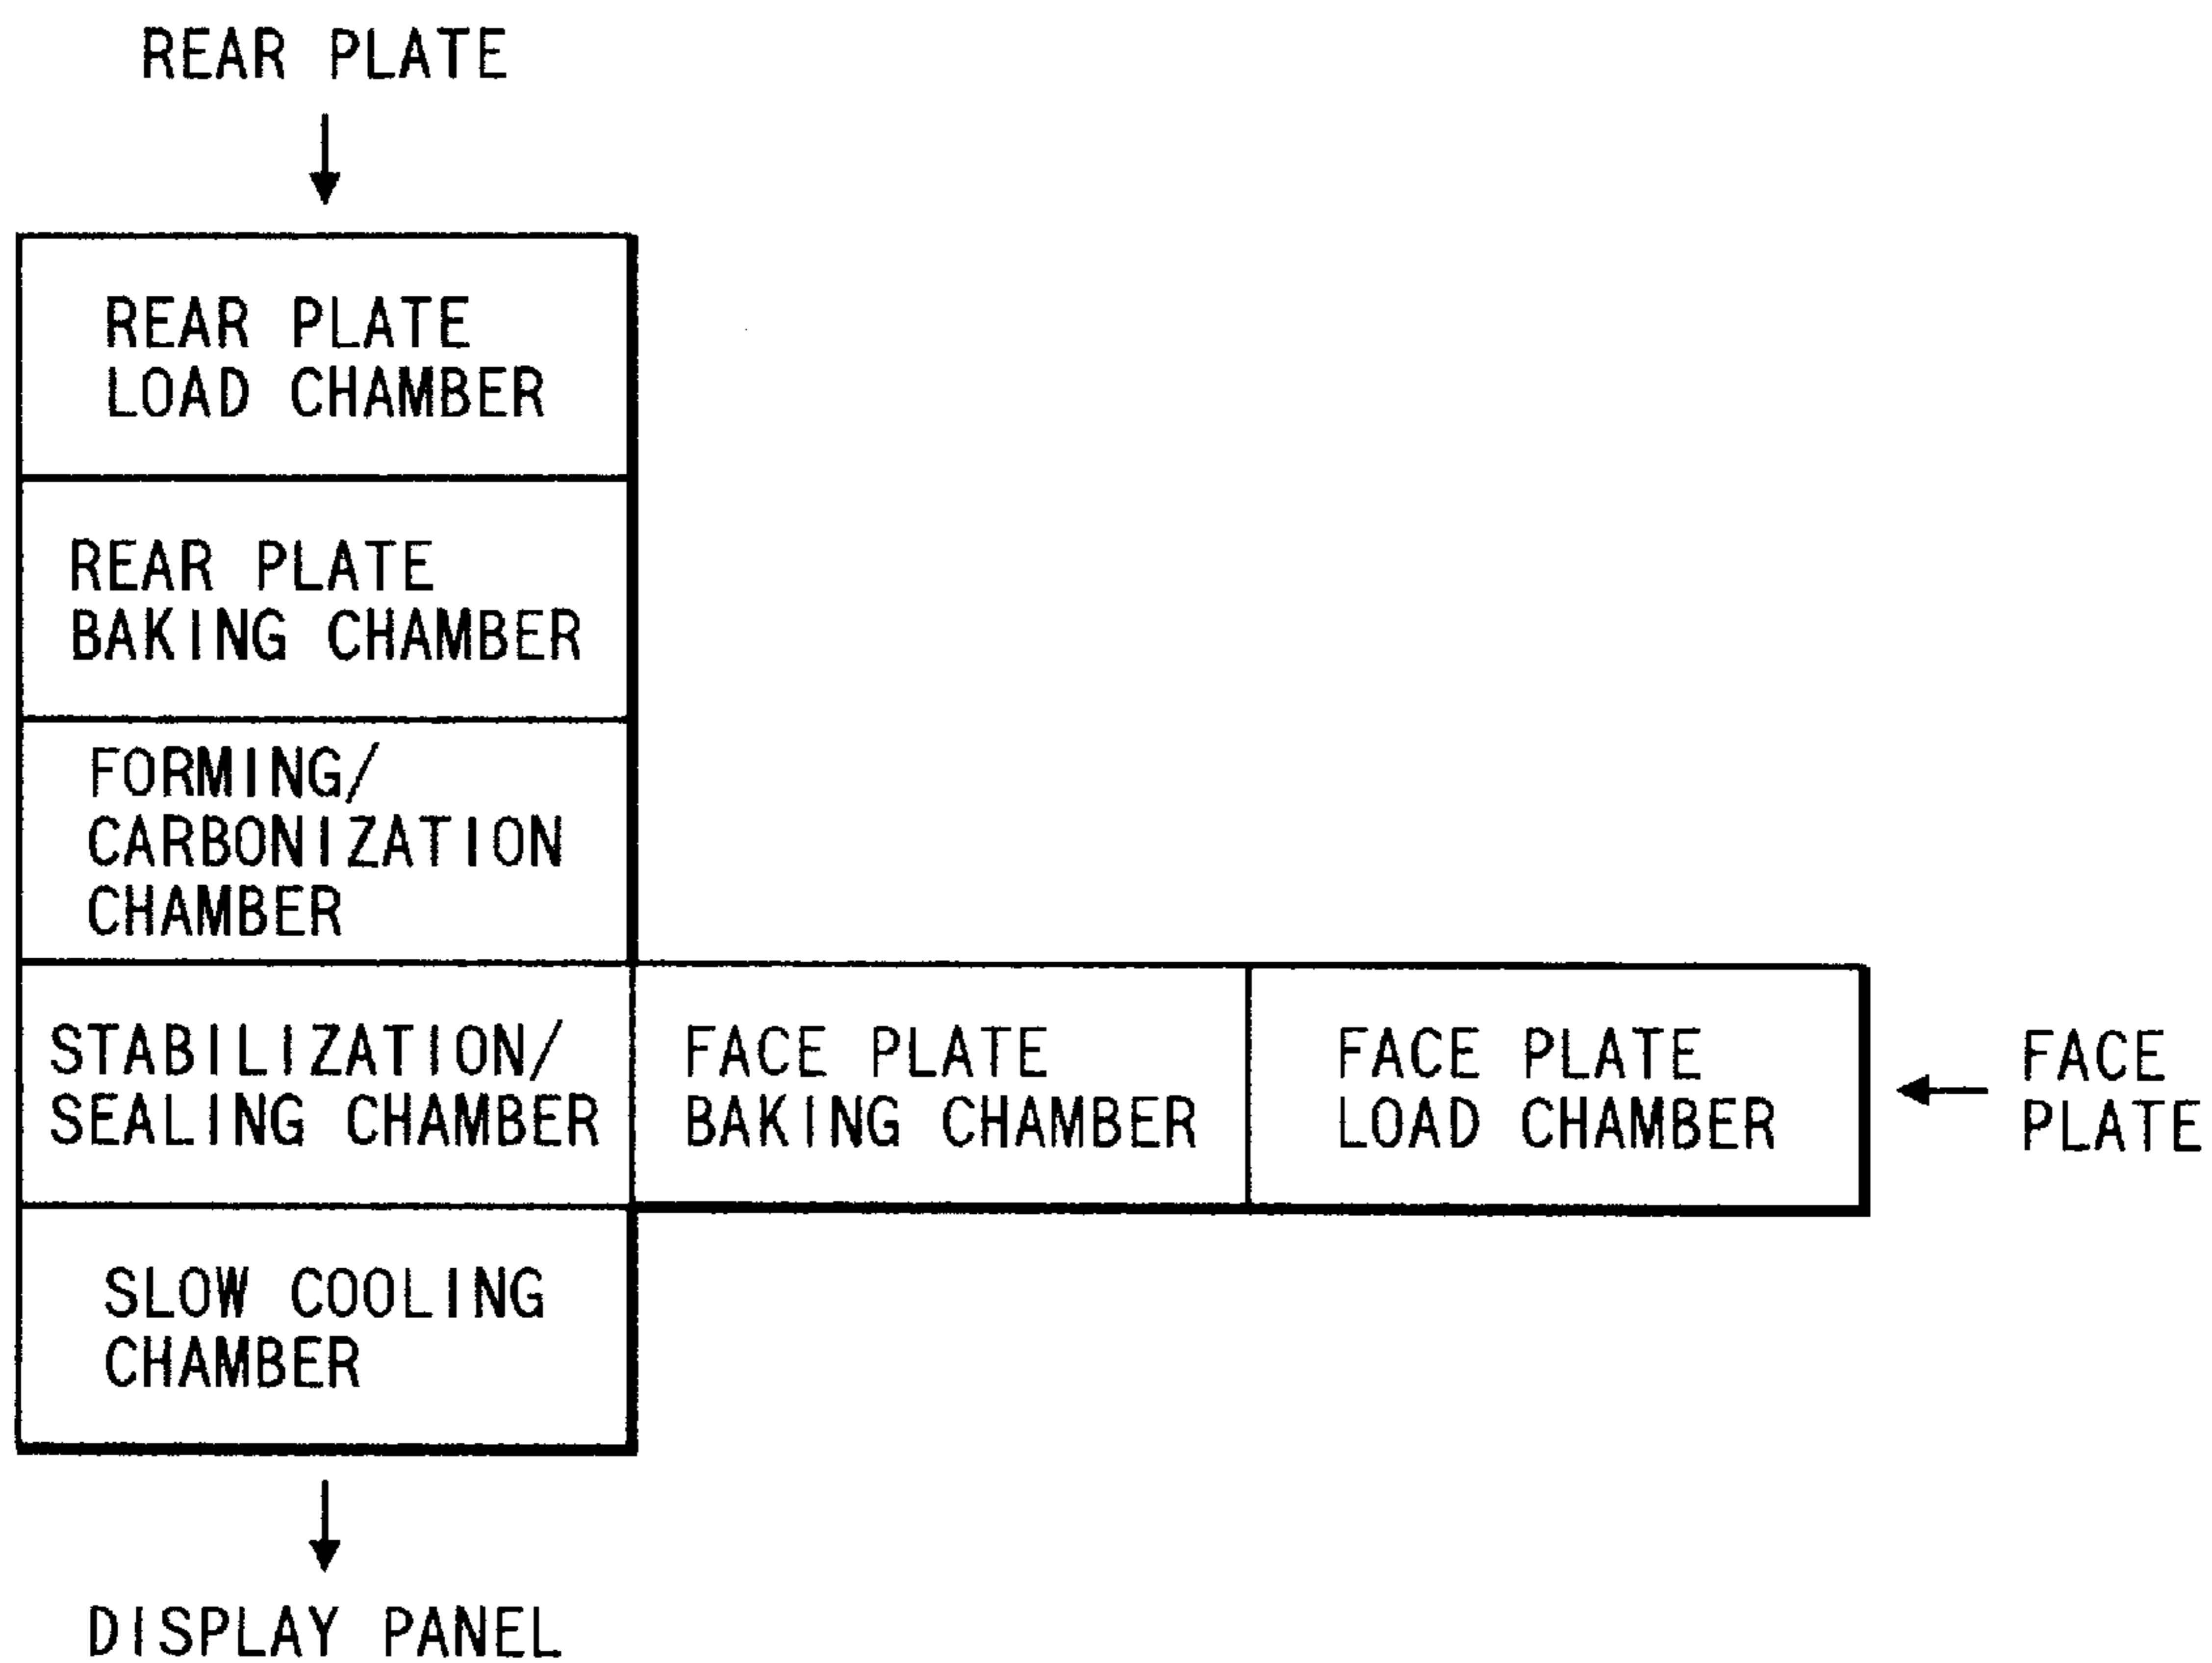 REAR PLATE
REAR PLATE
LOAD CHAMBER
REAR PLATE
BAKING CHAMBER
FORMING/
CARBONIZATION
CHAMBER
STABILIZATION/
SEALING CHAMBER
FACE PLATE
BAKING CHAMBER
FACE PLATE
LOAD CHAMBER
FACE
PLATE
SLOW COOLING
CHAMBER
DISPLAY PANEL